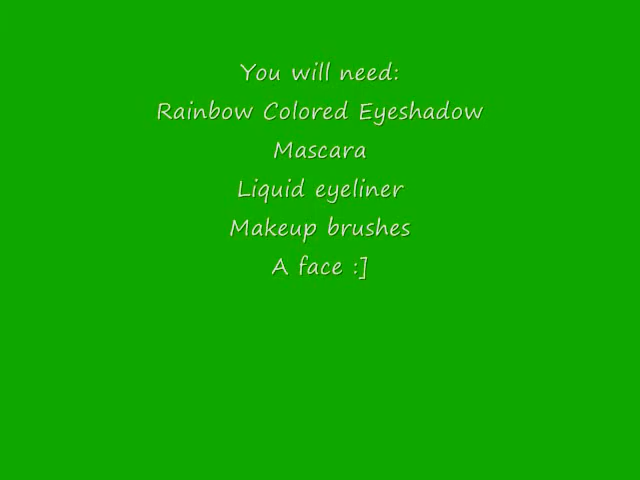 You will need:
Rainbow Colored Eyeshadow
Mascara
Liquid eyeliner
Makeup brushes
A face :]